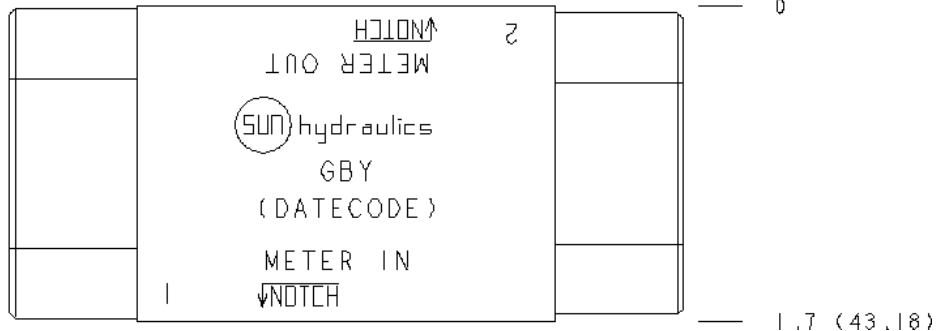 NOTCH
2
0
METER OUT
SUN hydraulics
GBY
(DATECODE)
METER IN
1
NOTCH
1.7 (43.18)